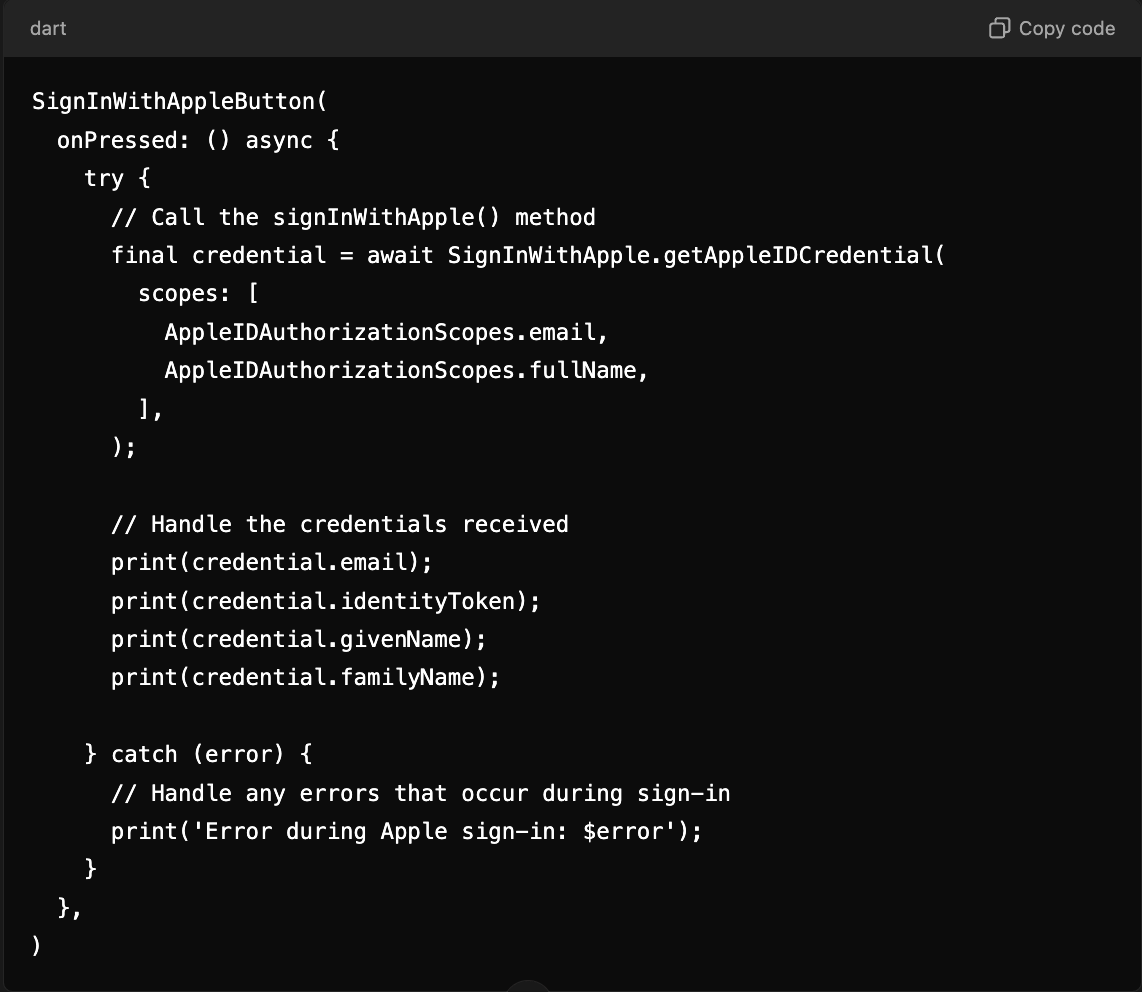 dart
Copy code
SignInWithAppleButton(
  onPressed: () async {
    try {
      // Call the signInWithApple() method
      final credential = await SignInWithApple.getAppleIDCredential(
        scopes: [
          AppleIDAuthorizationScopes.email,
          AppleIDAuthorizationScopes.fullName,
        ],
      );

      // Handle the credentials received
      print(credential.email);
      print(credential.identityToken);
      print(credential.givenName);
      print(credential.familyName);

    } catch (error) {
      // Handle any errors that occur during sign-in
      print('Error during Apple sign-in: $error');
    }
  },
)